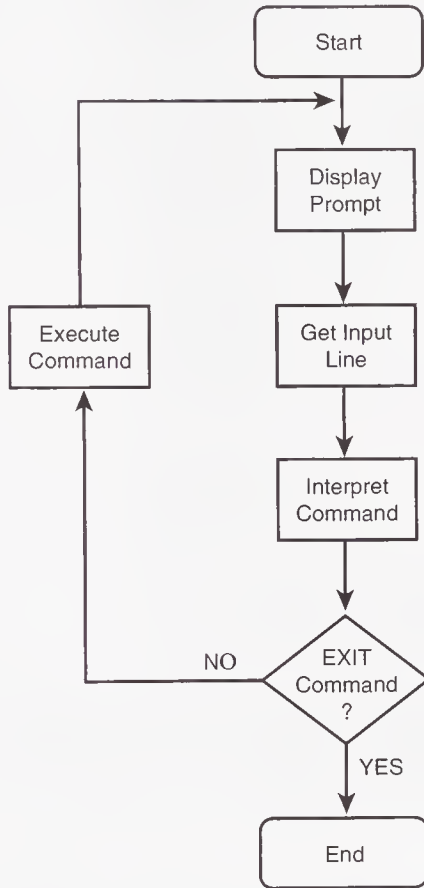 Start
Display
Prompt
Execute
Command
Get Input
Line
Interpret
Command
NO
EXIT
Command
?
YES
End